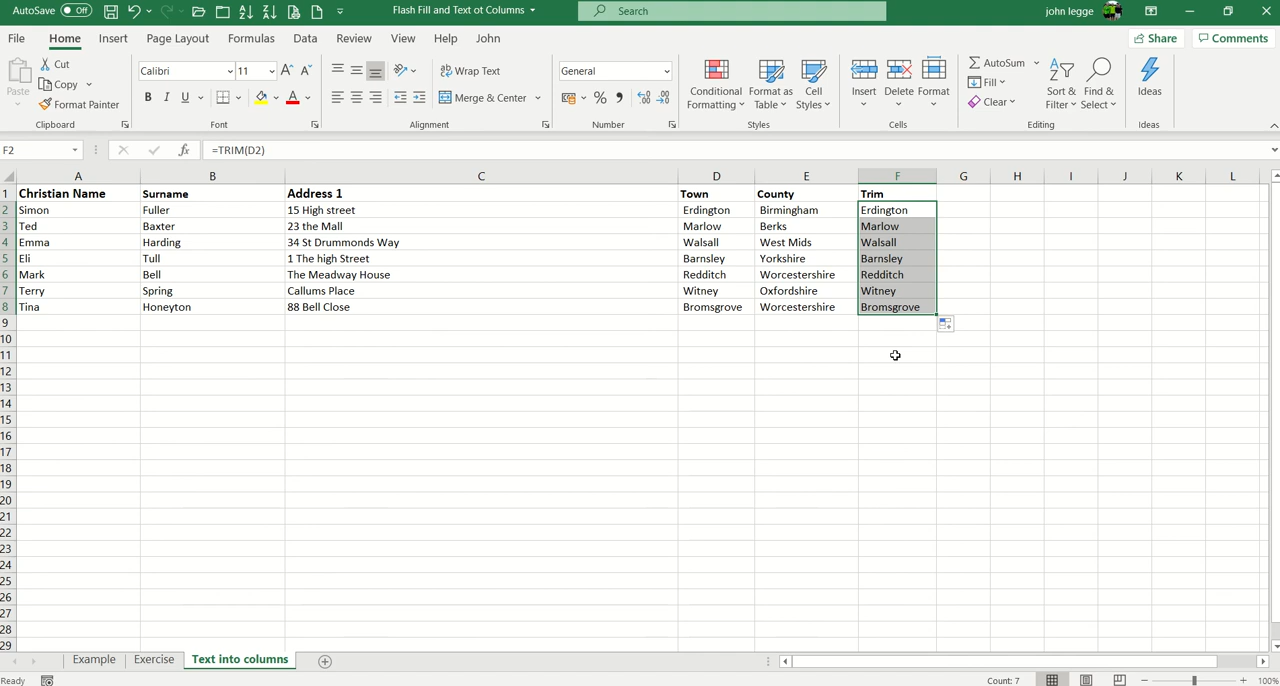 AutoSave Off Flash Fill and Text ot Columns Search john legge
File Home Insert Page Layout Formulas Data Review View Help John Share Comments
Paste Cut Copy Format Painter Clipboard
Calibri 11 A A B I U A Font
Wrap Text Merge & Center Alignment
General % , Number
Conditional Formatting Format as Table Cell Styles Styles
Insert Delete Format Cells
AutoSum Fill Clear Sort & Filter Find & Select Editing
Ideas Ideas
F2 fx =TRIM(D2)
A B C D E F G H I J K L
1 Christian Name Surname Address 1 Town County Trim
2 Simon Fuller 15 High street Erdington Birmingham Erdington
3 Ted Baxter 23 the Mall Marlow Berks Marlow
4 Emma Harding 34 St Drummonds Way Walsall West Mids Walsall
5 Eli Tull 1 The high Street Barnsley Yorkshire Barnsley
6 Mark Bell The Meadway House Redditch Worcestershire Redditch
7 Terry Spring Callums Place Witney Oxfordshire Witney
8 Tina Honeyton 88 Bell Close Bromsgrove Worcestershire Bromsgrove
9
10
11
12
13
14
15
16
17
18
19
20
21
22
23
24
25
26
27
28
29
Example Exercise Text into columns
Ready Count: 7 100%